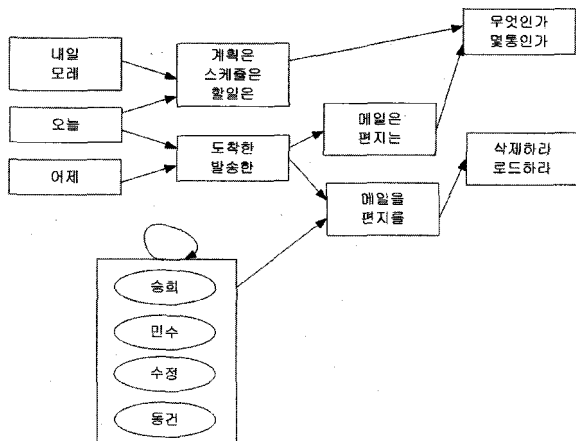 내일
모레
오늘
어제
계획은
스케쥴은
할일은
도착한
발송한
메일은
편지는
메일을
편지를
무엇인가
몇통인가
삭제하라
로드하라
승희
민수
수정
동건